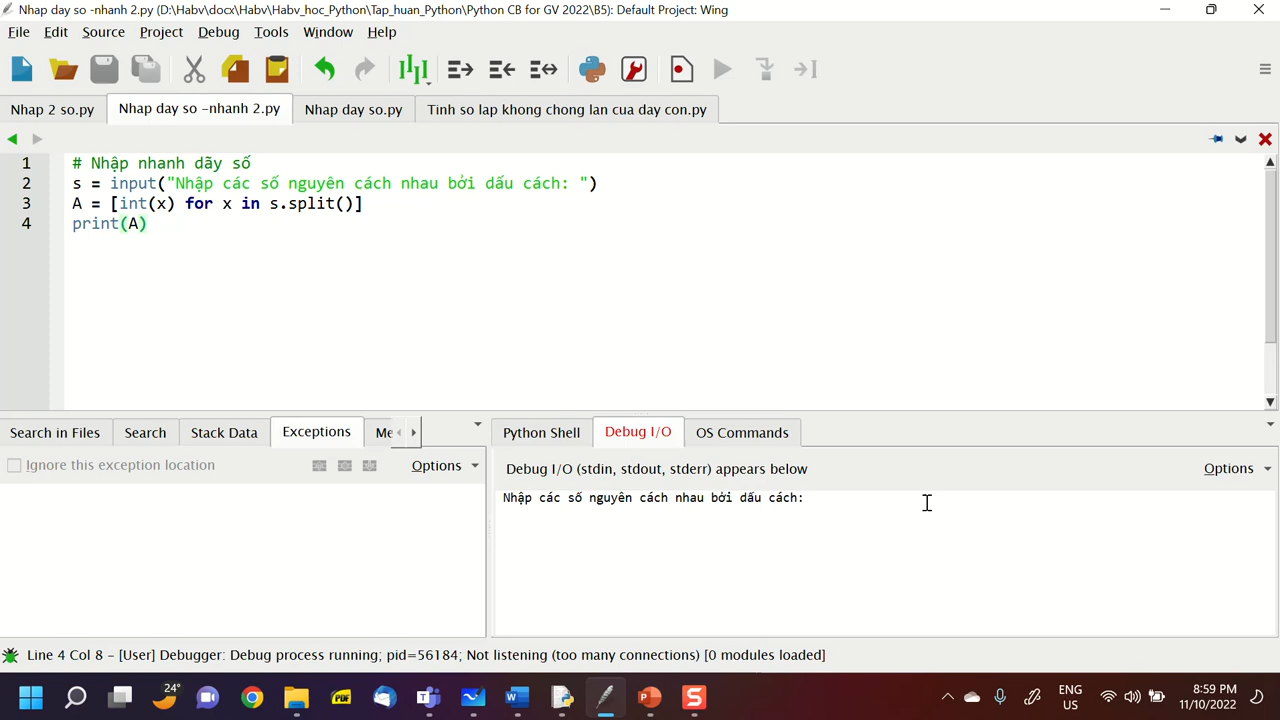 Nhap day so -nhanh 2.py (D:\Habv\docx\Habv\Habv_hoc_Python\Tap_huan_Python\Python CB for GV 2022\B5): Default Project: Wing
File Edit Source Project Debug Tools Window Help
Nhap 2 so.py Nhap day so -nhanh 2.py Nhap day so.py Tinh so lap khong chong lan cua day con.py
1 # Nhập nhanh dãy số
2 s = input("Nhập các số nguyên cách nhau bởi dấu cách: ")
3 A = [int(x) for x in s.split()]
4 print(A)
Search in Files Search Stack Data Exceptions Me Python Shell Debug I/O OS Commands
Ignore this exception location Options Debug I/O (stdin, stdout, stderr) appears below Options
Nhập các số nguyên cách nhau bởi dấu cách:
Line 4 Col 8 - [User] Debugger: Debug process running; pid=56184; Not listening (too many connections) [0 modules loaded]
24° PDF ENG 8:59 PM
US 11/10/2022